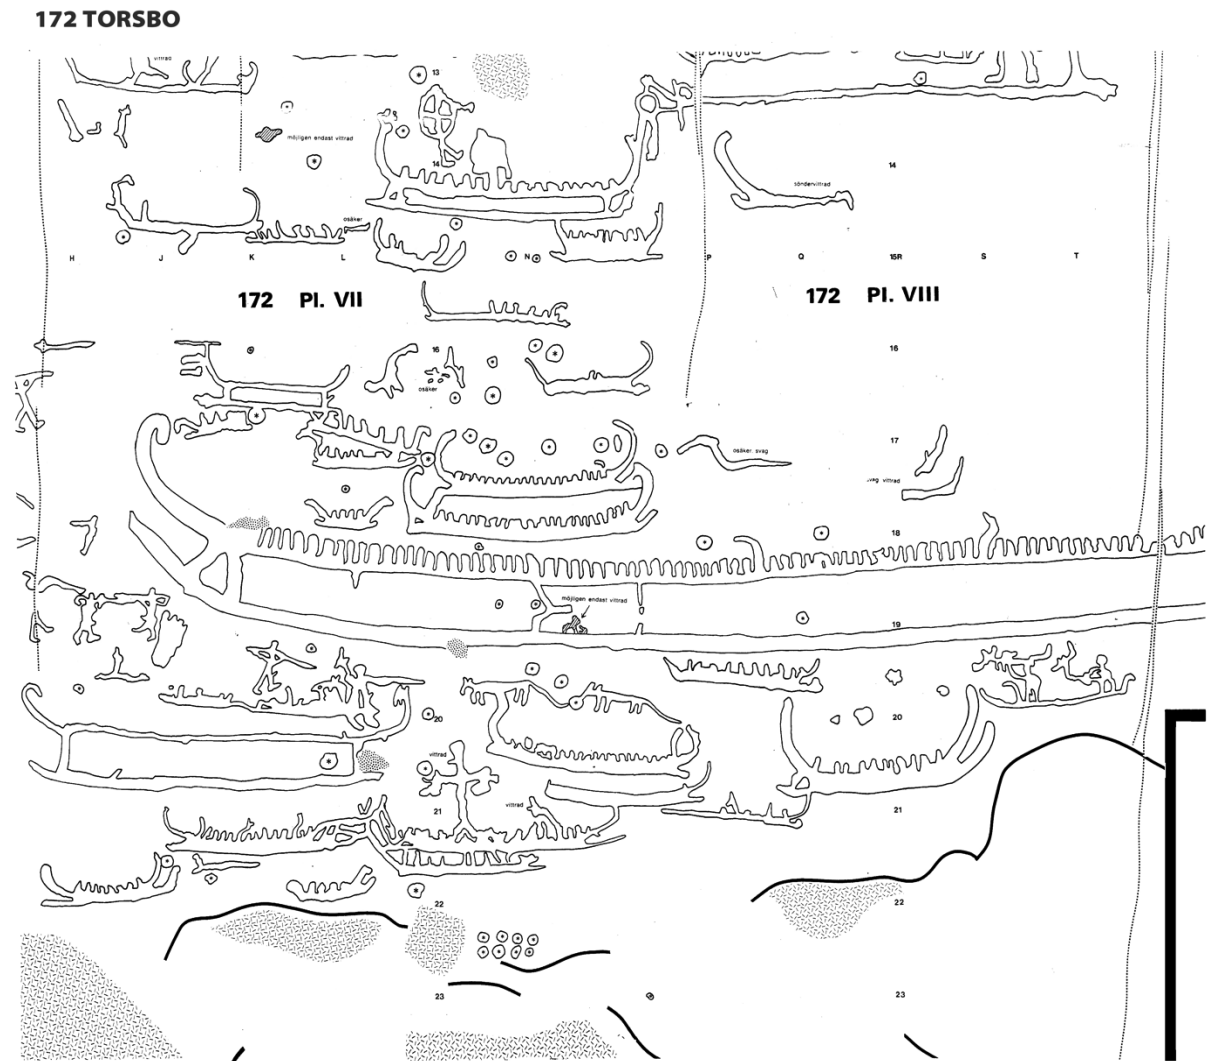 172 TORSBO
vittrad
13
möjligen endast vittrad
14
14
söndervittrad
osäker
H J K L N P Q 15R S T
172 Pl. VII
172 Pl. VIII
16
16
osäker
17
osäker. svag
svag vittrad
18
möjligen endast vittrad
19
20
20
vittrad
21
vittrad
21
22
22
23
23